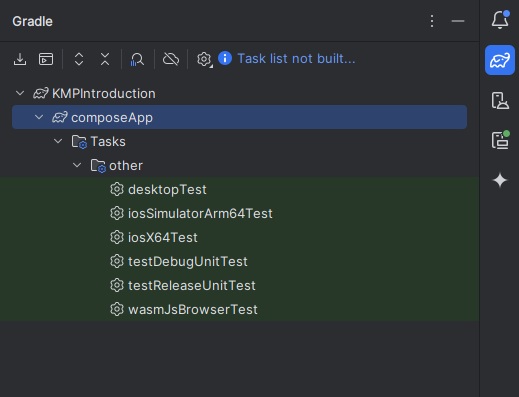 Gradle
Task list not built...
KMPIntroduction
composeApp
Tasks
other
desktopTest
iosSimulatorArm64Test
iosX64Test
testDebugUnitTest
testReleaseUnitTest
wasmJsBrowserTest